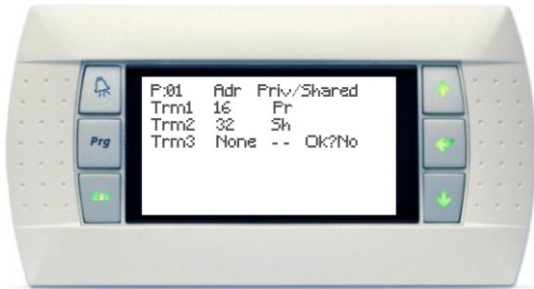 P:01 Adr Priv/Shared
Trm1 16 Pr
Trm2 32 Sh
Trm3 None -- Ok?No
Prg
Esc